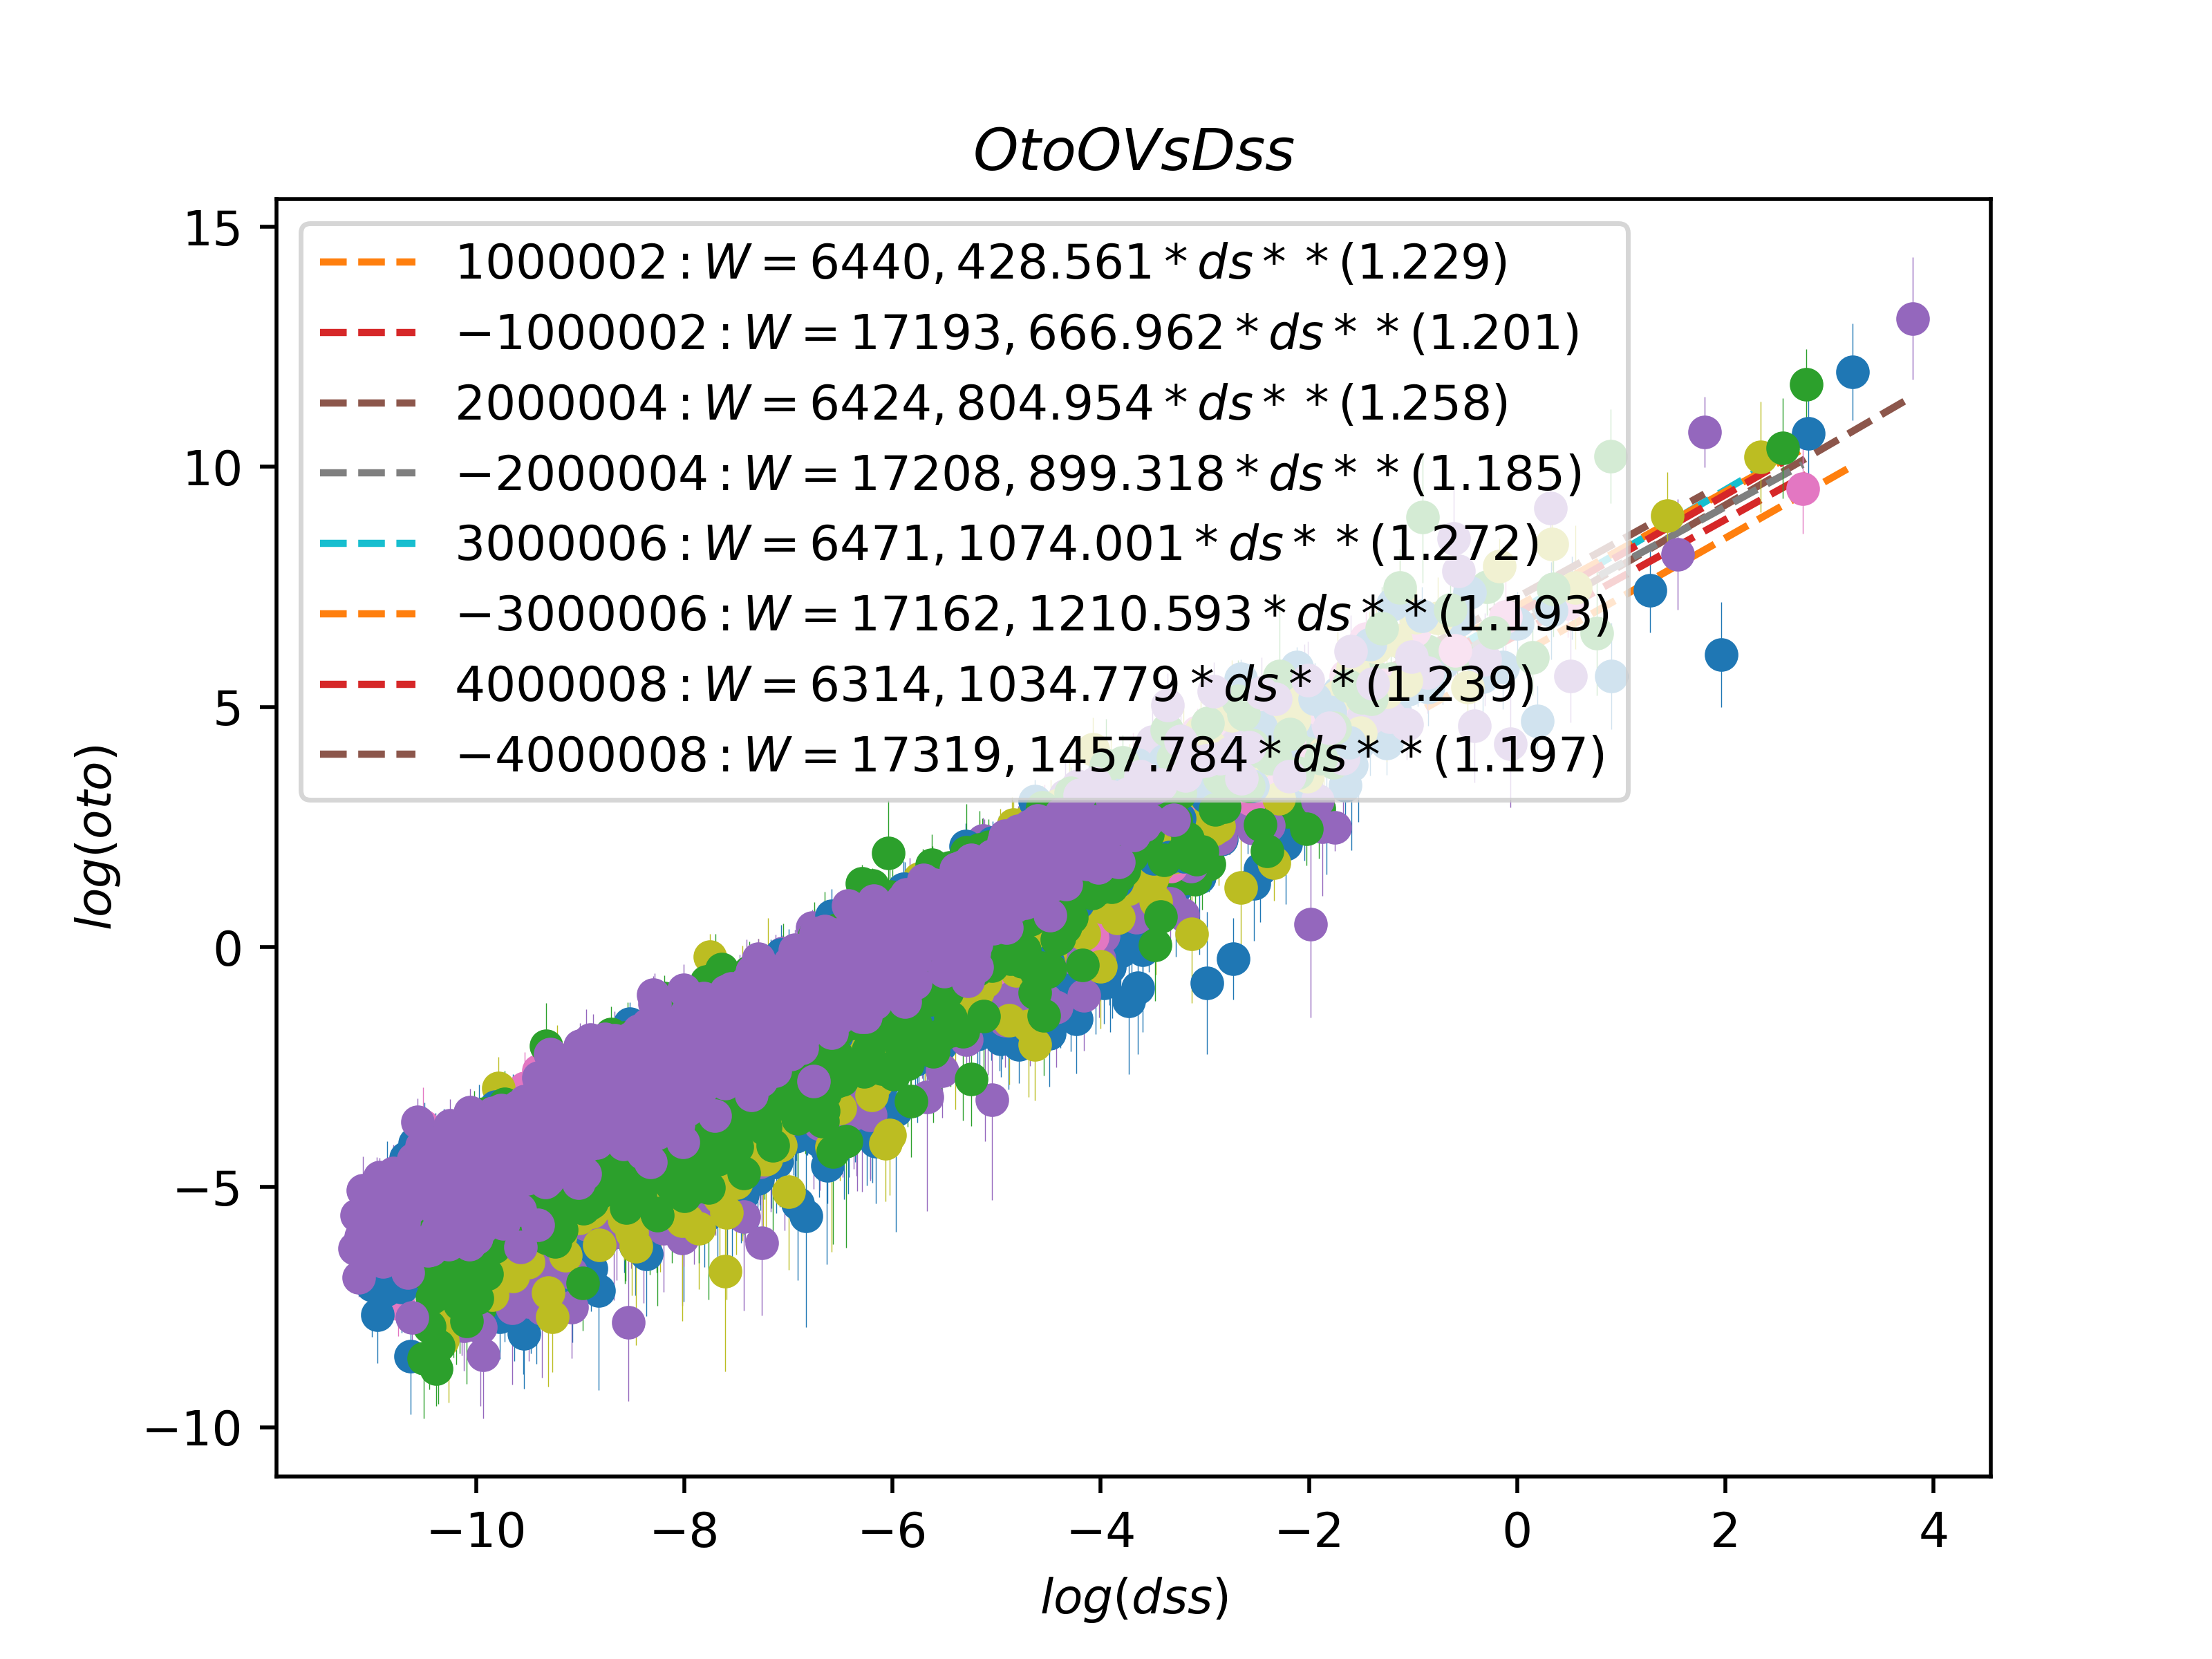 OtoOVsDss
1000002 : W = 6440, 428.561 * ds * * (1.229)
−1000002 : W = 17193, 666.962 * ds * * (1.201)
2000004 : W = 6424, 804.954 * ds * * (1.258)
−2000004 : W = 17208, 899.318 * ds * * (1.185)
3000006 : W = 6471, 1074.001 * ds * * (1.272)
−3000006 : W = 17162, 1210.593 * ds * * (1.193)
4000008 : W = 6314, 1034.779 * ds * * (1.239)
−4000008 : W = 17319, 1457.784 * ds * * (1.197)
15
10
5
0
−5
−10
log(oto)
−10 −8 −6 −4 −2 0 2 4
log(dss)